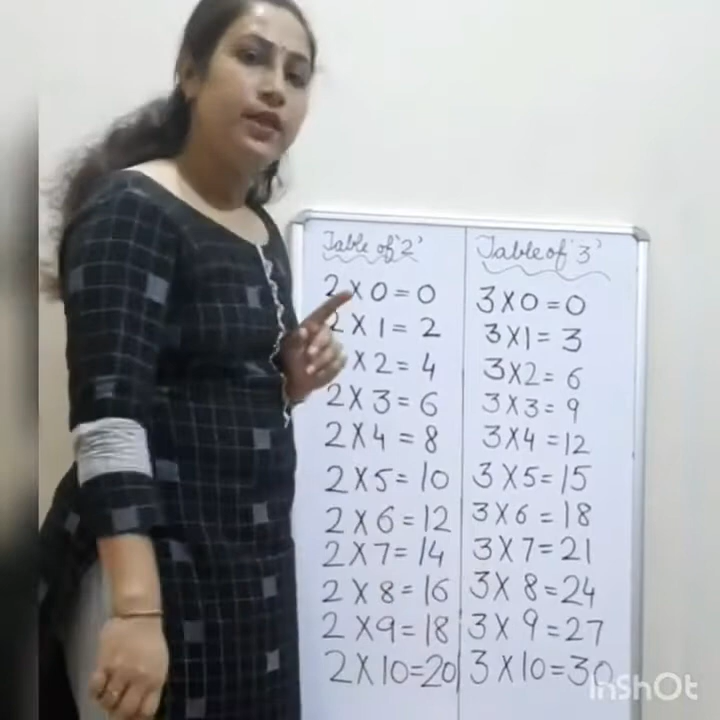 Table of '2'
2 X 0 = 0
2 X 1 = 2
X 2 = 4
2 X 3 = 6
2 X 4 = 8
2 X 5 = 10
2 X 6 = 12
2 X 7 = 14
2 X 8 = 16
2 X 9 = 18
2 X 10 = 20
Table of '3'
3 X 0 = 0
3 X 1 = 3
3 X 2 = 6
3 X 3 = 9
3 X 4 = 12
3 X 5 = 15
3 X 6 = 18
3 X 7 = 21
3 X 8 = 24
3 X 9 = 27
3 X 10 = 30
InShOt